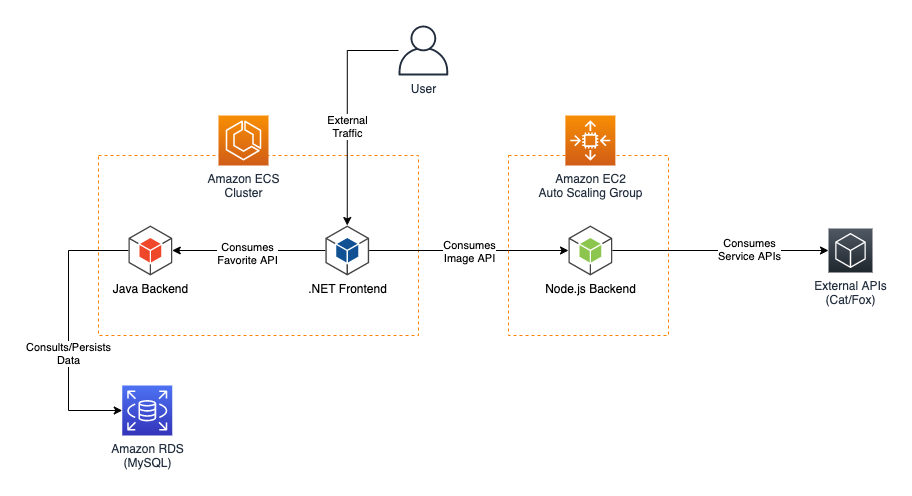 User
External
Traffic
Amazon ECS
Cluster
Amazon EC2
Auto Scaling Group
Consumes
Favorite API
Consumes
Image API
Consumes
Service APIs
Java Backend
.NET Frontend
Node.js Backend
External APIs
(Cat/Fox)
Consults/Persists
Data
Amazon RDS
(MySQL)